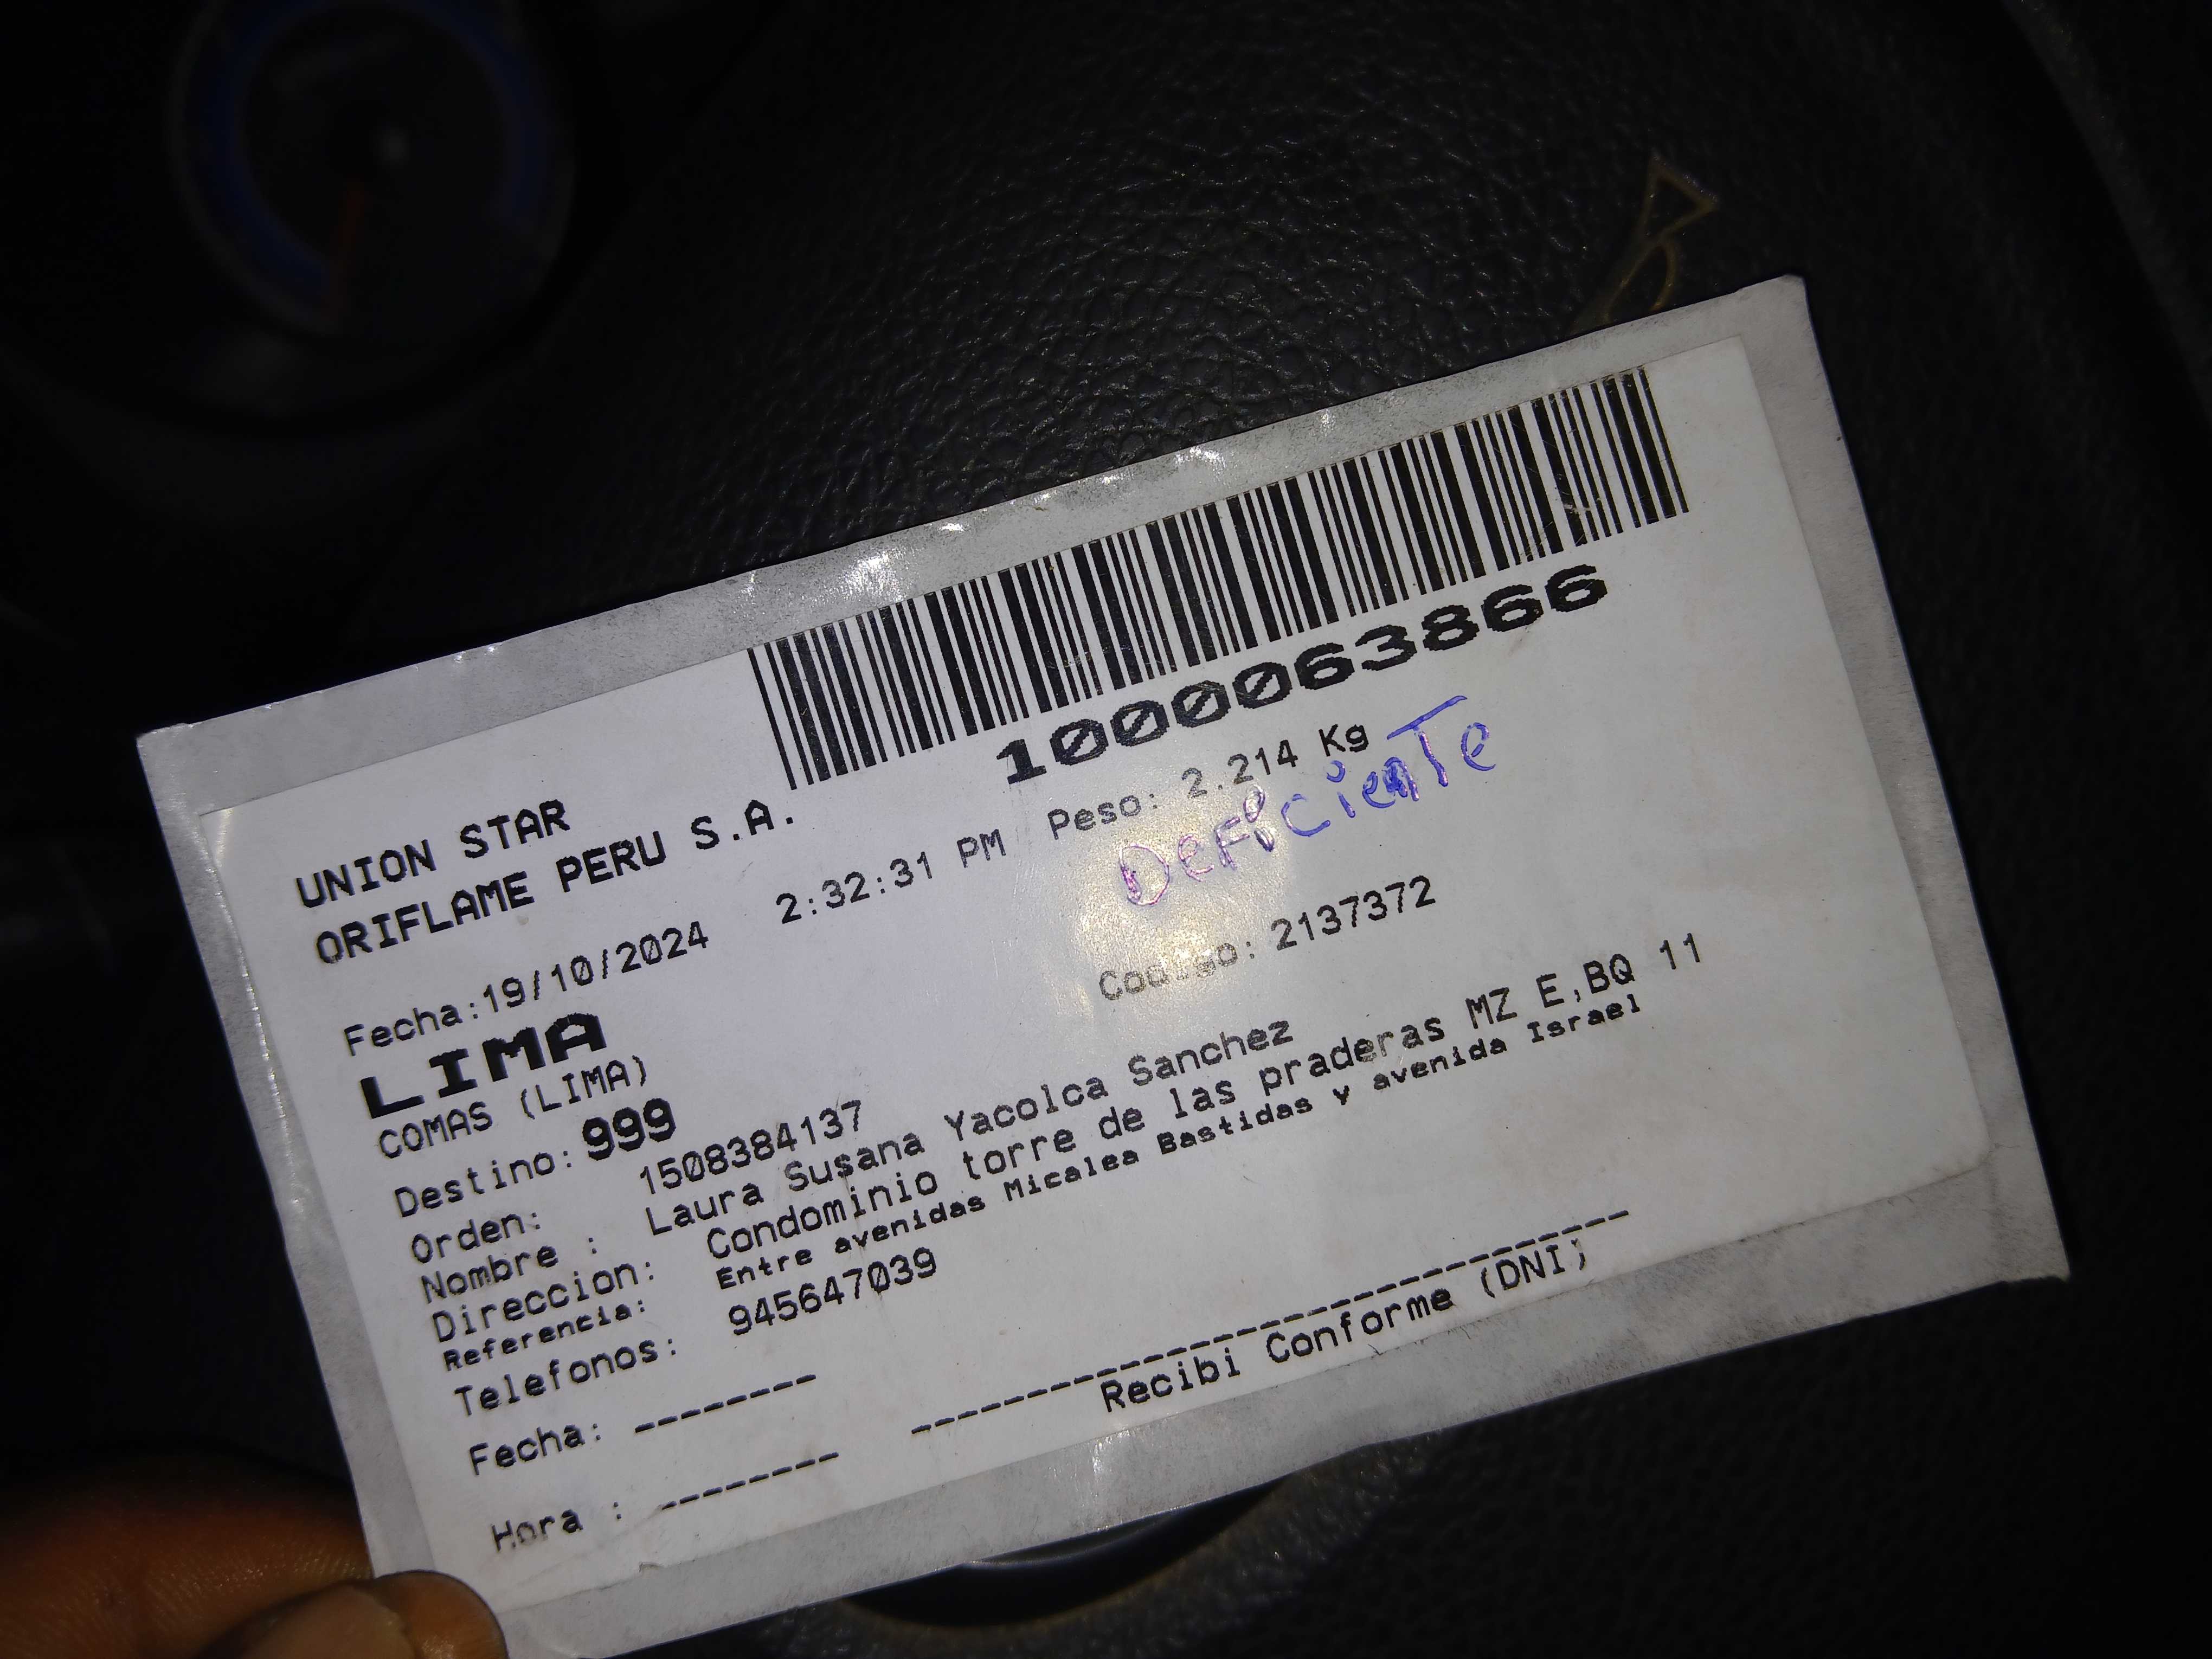 1000063866
UNION STAR
ORIFLAME PERU S.A.
Fecha:19/10/2024 2:32:31 PM Peso: 2.214 Kg
Deficiente
LIMA
COMAS (LIMA)
Codigo: 2137372
Destino: 999
Orden: 1508384137
Nombre : Laura Susana Yacolca Sanchez
Direccion: Condominio torre de las praderas MZ E,BQ 11
Referencia: Entre avenidas Micalea Bastidas y avenida Israel
Telefonos: 945647039
Fecha: --------
Hora : --------
Recibi Conforme (DNI)